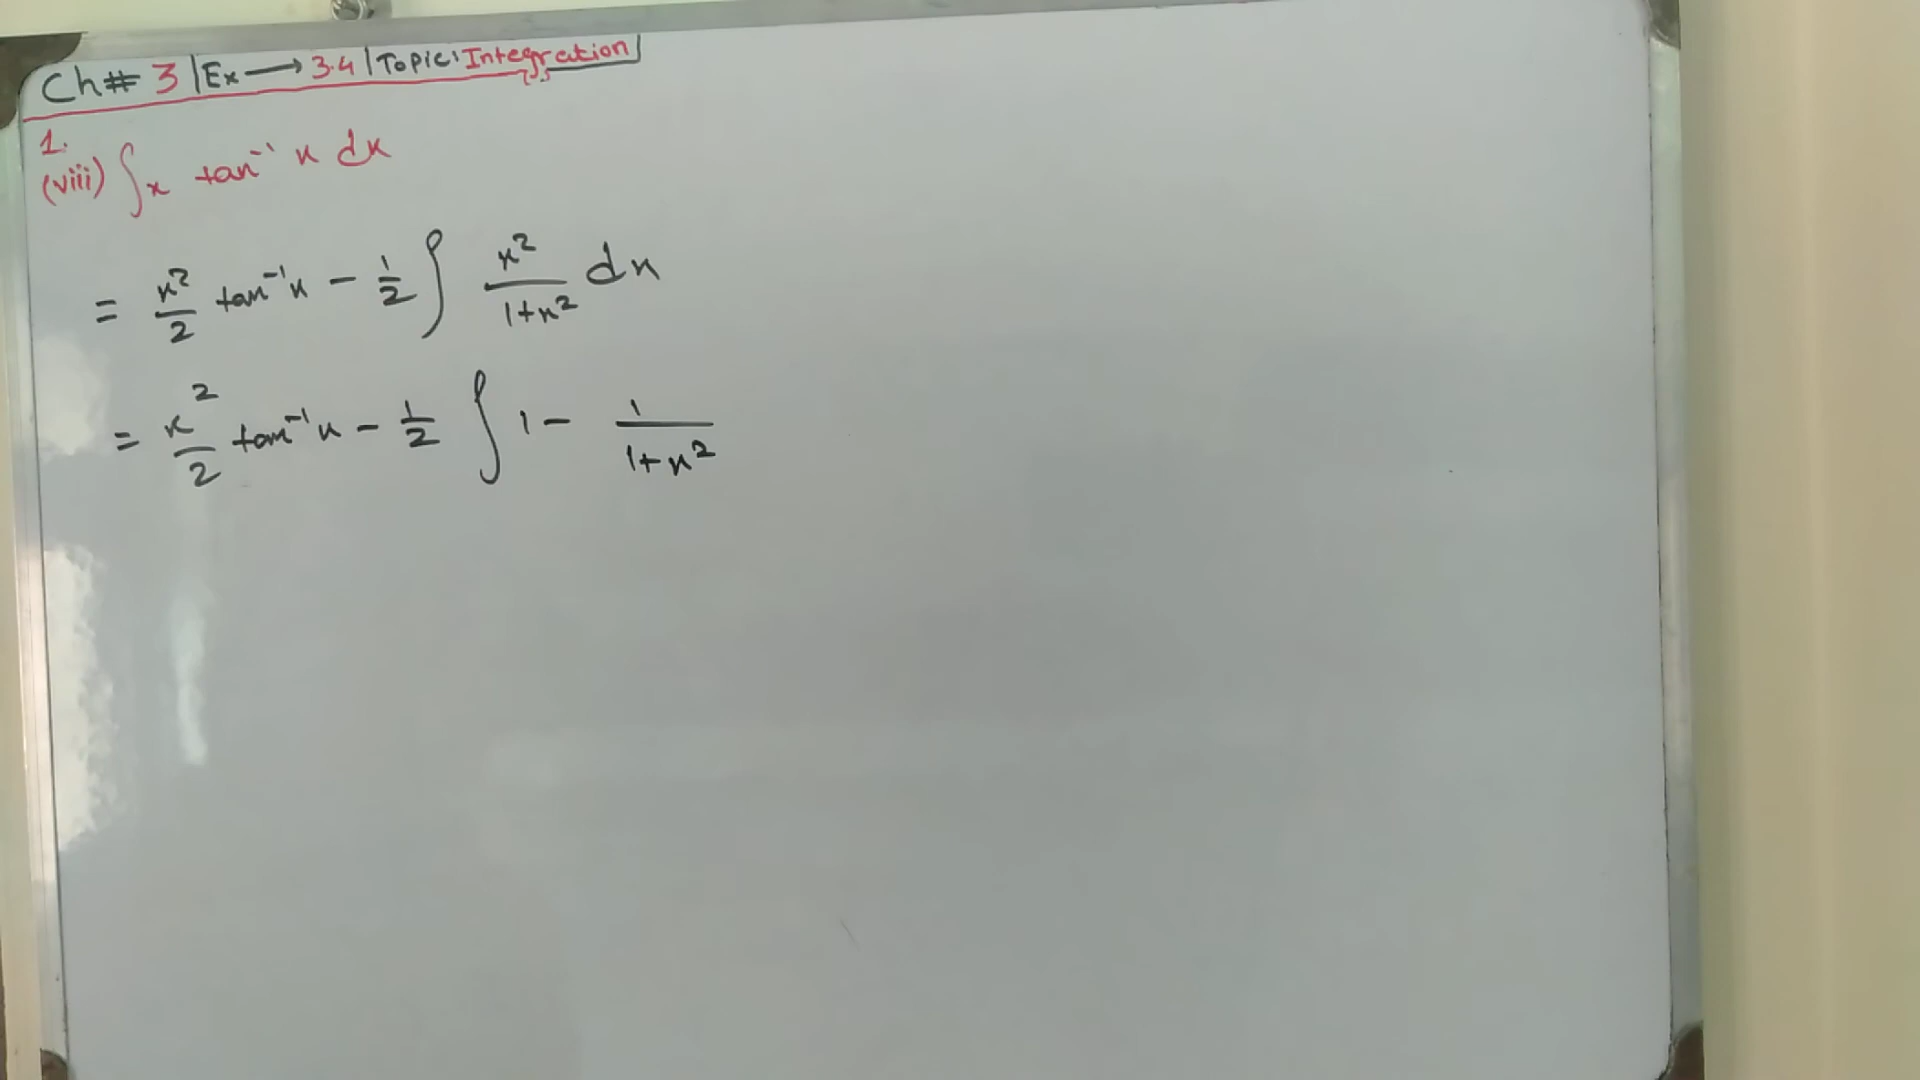 Ch# 3 | Ex → 3.4 | Topic: Integration
1.
(viii) ∫ x tan⁻¹ x dx
= x²/2 tan⁻¹x - 1/2 ∫ x²/(1+x²) dx
= x²/2 tan⁻¹x - 1/2 ∫ 1 - 1/(1+x²)